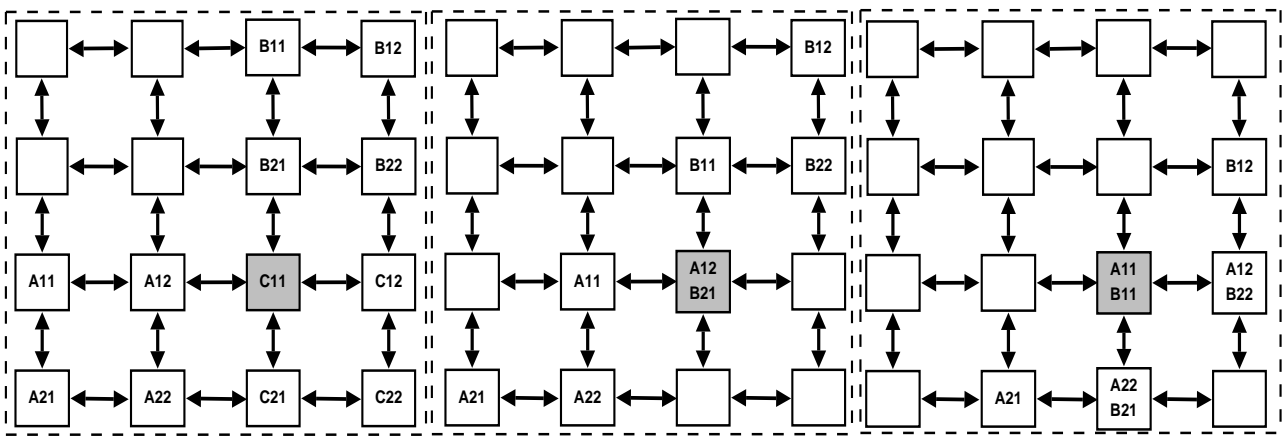 B11 B12
B21 B22
A11 A12 C11 C12
A21 A22 C21 C22
B12
B11 B22
A11 A12
B21
A21 A22
B12
A11 A12
B11 B22
A21 A22
B21